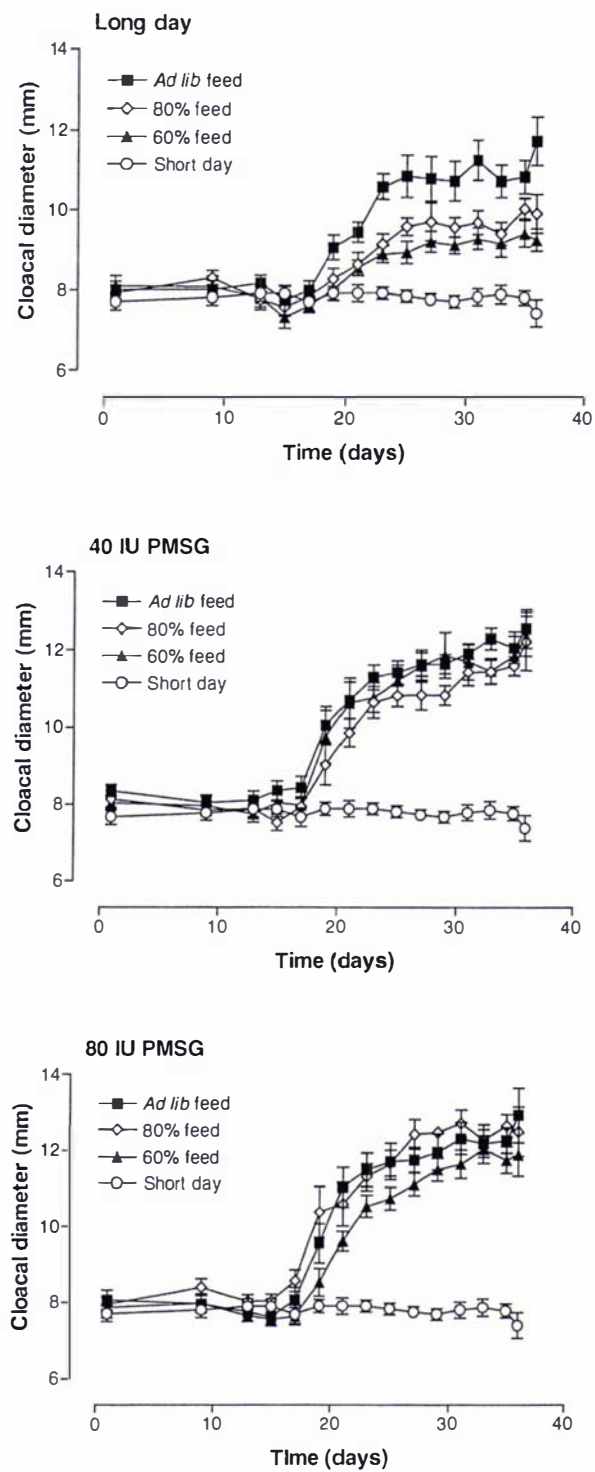 Long day
14
12
10
8
6
Cloacal diameter (mm)
Ad lib feed
80% feed
60% feed
Short day
0 10 20 30 40
Time (days)
40 IU PMSG
14
12
10
8
6
Cloacal diameter (mm)
Ad lib feed
80% feed
60% feed
Short day
0 10 20 30 40
Time (days)
80 IU PMSG
14
12
10
8
6
Cloacal diameter (mm)
Ad lib feed
80% feed
60% feed
Short day
0 10 20 30 40
Time (days)